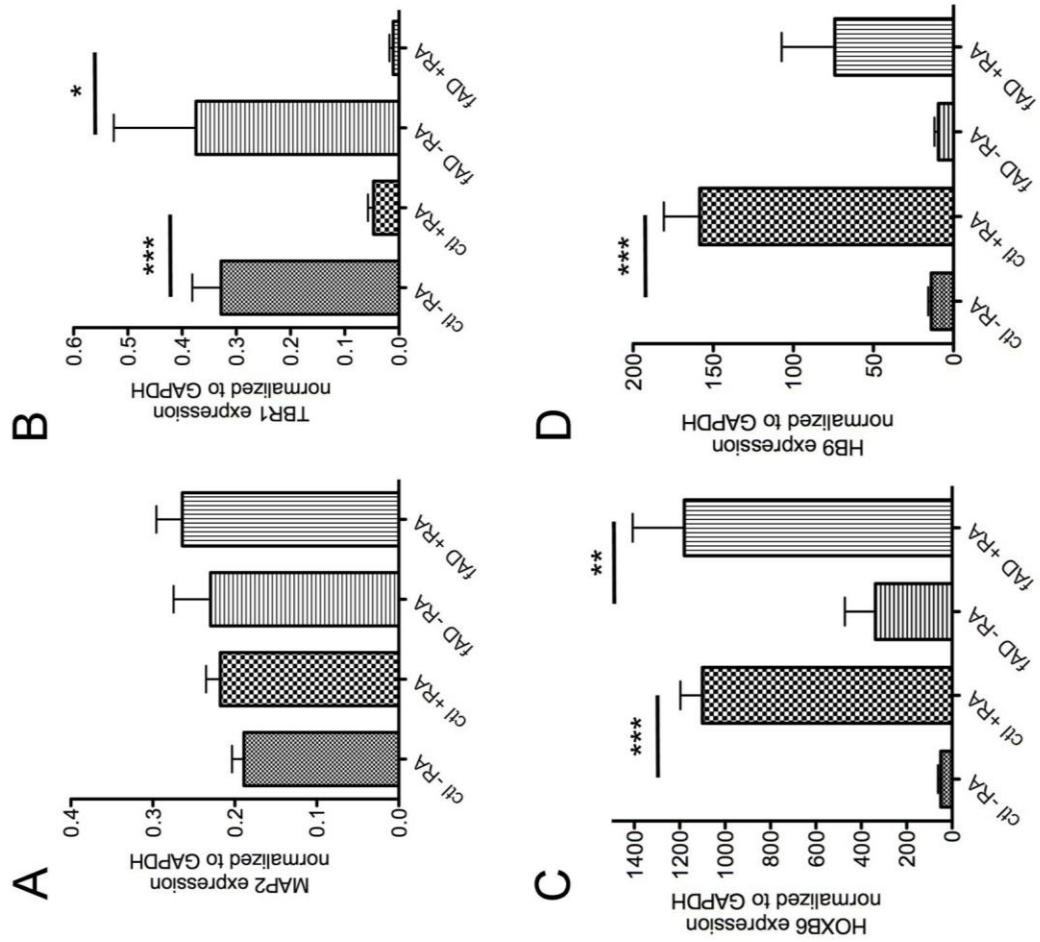 A
MAP2 expression
normalized to GAPDH
0.4
0.3
0.2
0.1
0.0
ctl -RA
ctl +RA
fAD -RA
fAD +RA
B
TBR1 expression
normalized to GAPDH
0.6
0.5
0.4
0.3
0.2
0.1
0.0
***
*
ctl -RA
ctl +RA
fAD -RA
fAD +RA
C
HOXB6 expression
normalized to GAPDH
1400
1200
1000
800
600
400
200
0
***
**
ctl -RA
ctl +RA
fAD -RA
fAD +RA
D
HB9 expression
normalized to GAPDH
200
150
100
50
0
***
ctl -RA
ctl +RA
fAD -RA
fAD +RA